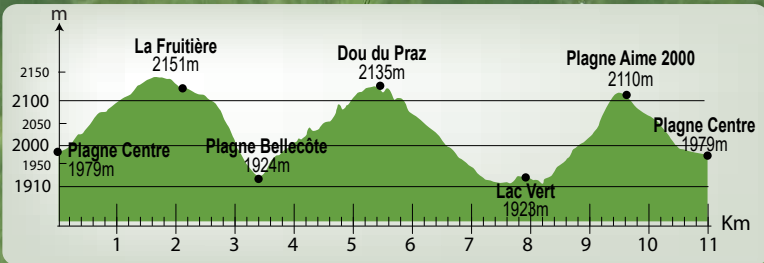 m
2150
2100
2050
2000
1950
1910
La Fruitière
2151m
Dou du Praz
2135m
Plagne Aime 2000
2110m
Plagne Centre
1979m
Plagne Bellecôte
1924m
Lac Vert
1923m
Plagne Centre
1979m
1 2 3 4 5 6 7 8 9 10 11 Km